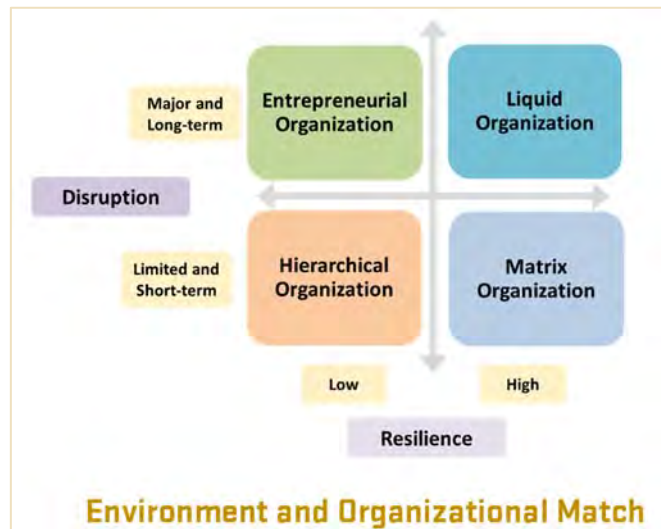 Major and
Long-term
Entrepreneurial
Organization
Liquid
Organization
Disruption
Limited and
Short-term
Hierarchical
Organization
Matrix
Organization
Low
High
Resilience
Environment and Organizational Match